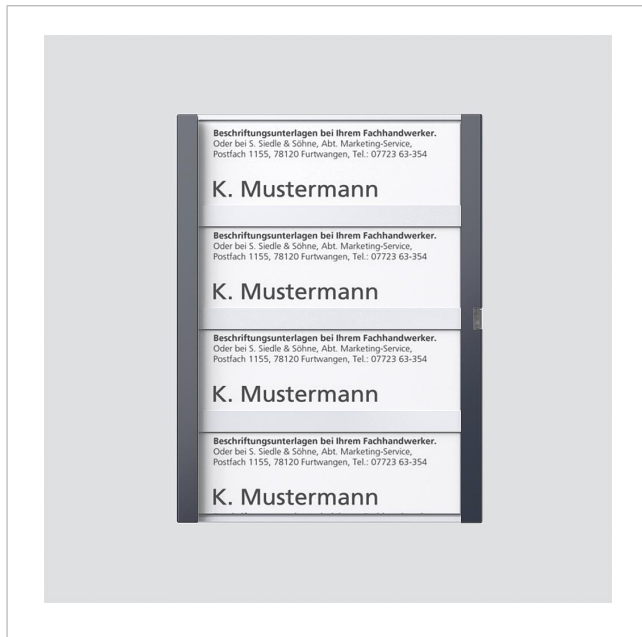 Beschriftungsunterlagen bei Ihrem Fachhandwerker.
Oder bei S. Siedle & Söhne, Abt. Marketing-Service,
Postfach 1155, 78120 Furtwangen, Tel.: 07723 63-354
K. Mustermann
Beschriftungsunterlagen bei Ihrem Fachhandwerker.
Oder bei S. Siedle & Söhne, Abt. Marketing-Service,
Postfach 1155, 78120 Furtwangen, Tel.: 07723 63-354
K. Mustermann
Beschriftungsunterlagen bei Ihrem Fachhandwerker.
Oder bei S. Siedle & Söhne, Abt. Marketing-Service,
Postfach 1155, 78120 Furtwangen, Tel.: 07723 63-354
K. Mustermann
Beschriftungsunterlagen bei Ihrem Fachhandwerker.
Oder bei S. Siedle & Söhne, Abt. Marketing-Service,
Postfach 1155, 78120 Furtwangen, Tel.: 07723 63-354
K. Mustermann